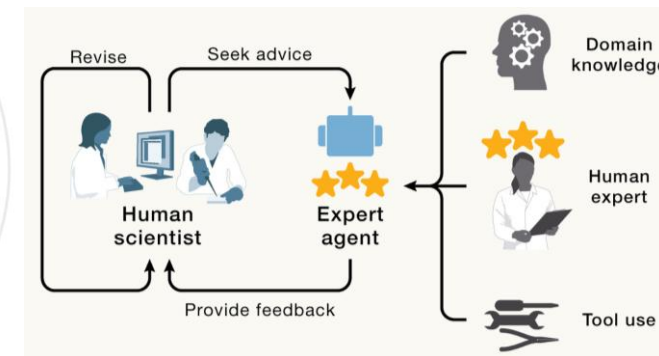 Revise
Seek advice
Domain
knowledge
Human
scientist
Expert
agent
Human
expert
Provide feedback
Tool use